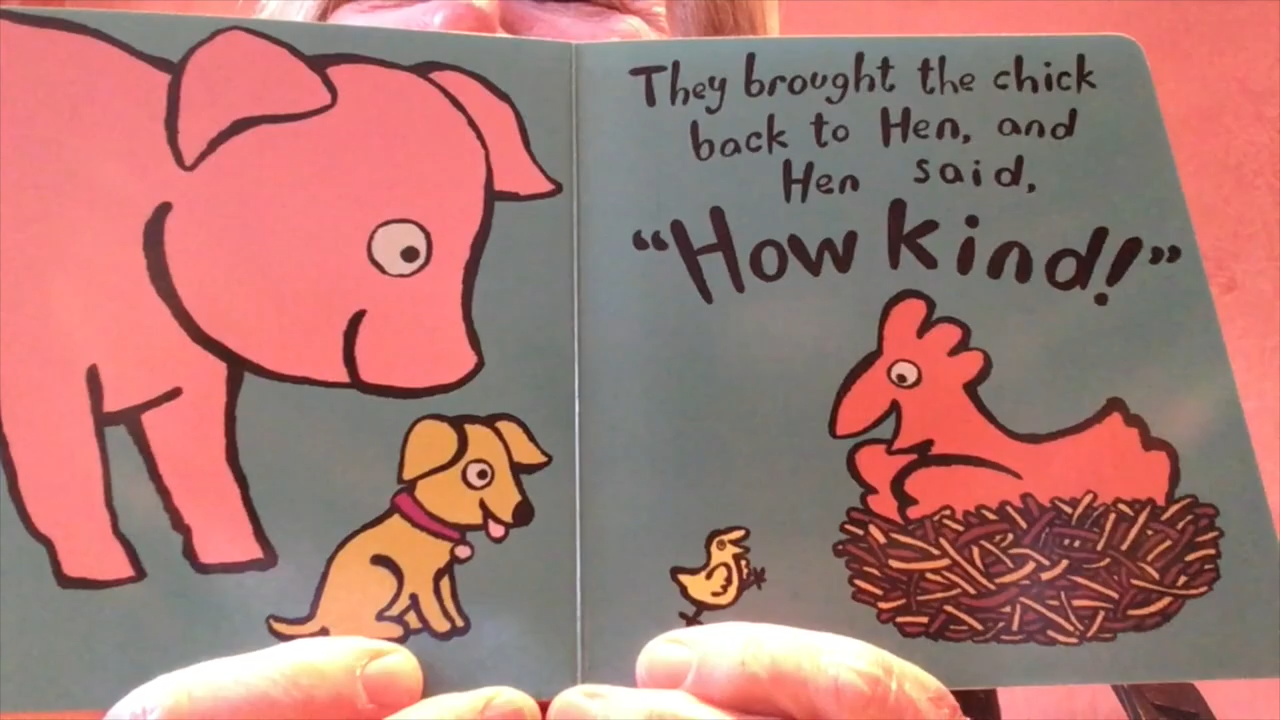 They brought the chick
back to Hen, and
Hen said,
“How kind!”